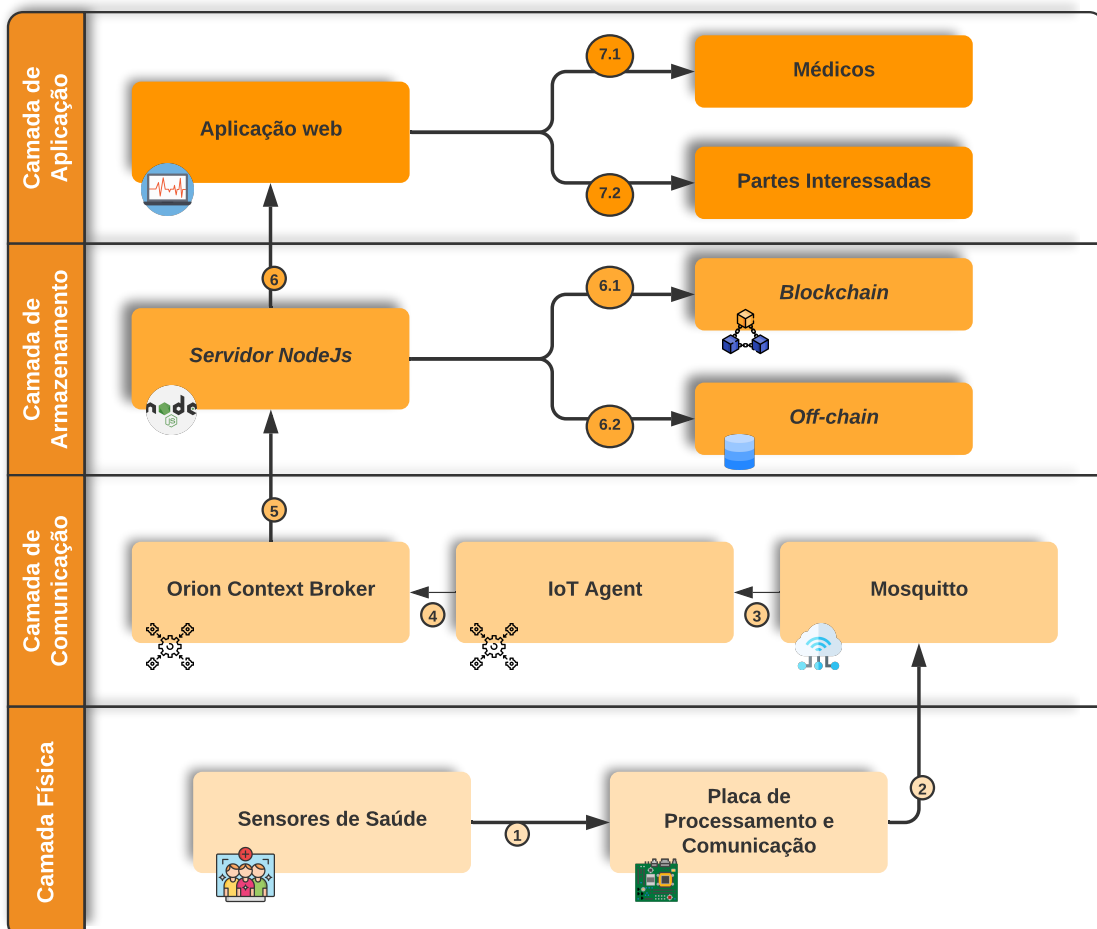 Camada de
Aplicação
Aplicação web
7.1
Médicos
7.2
Partes Interessadas
6
Camada de
Armazenamento
Servidor NodeJs
node
JS
6.1
Blockchain
6.2
Off-chain
5
Camada de
Comunicação
Orion Context Broker
4
IoT Agent
3
Mosquitto
2
Camada Física
Sensores de Saúde
1
Placa de
Processamento e
Comunicação